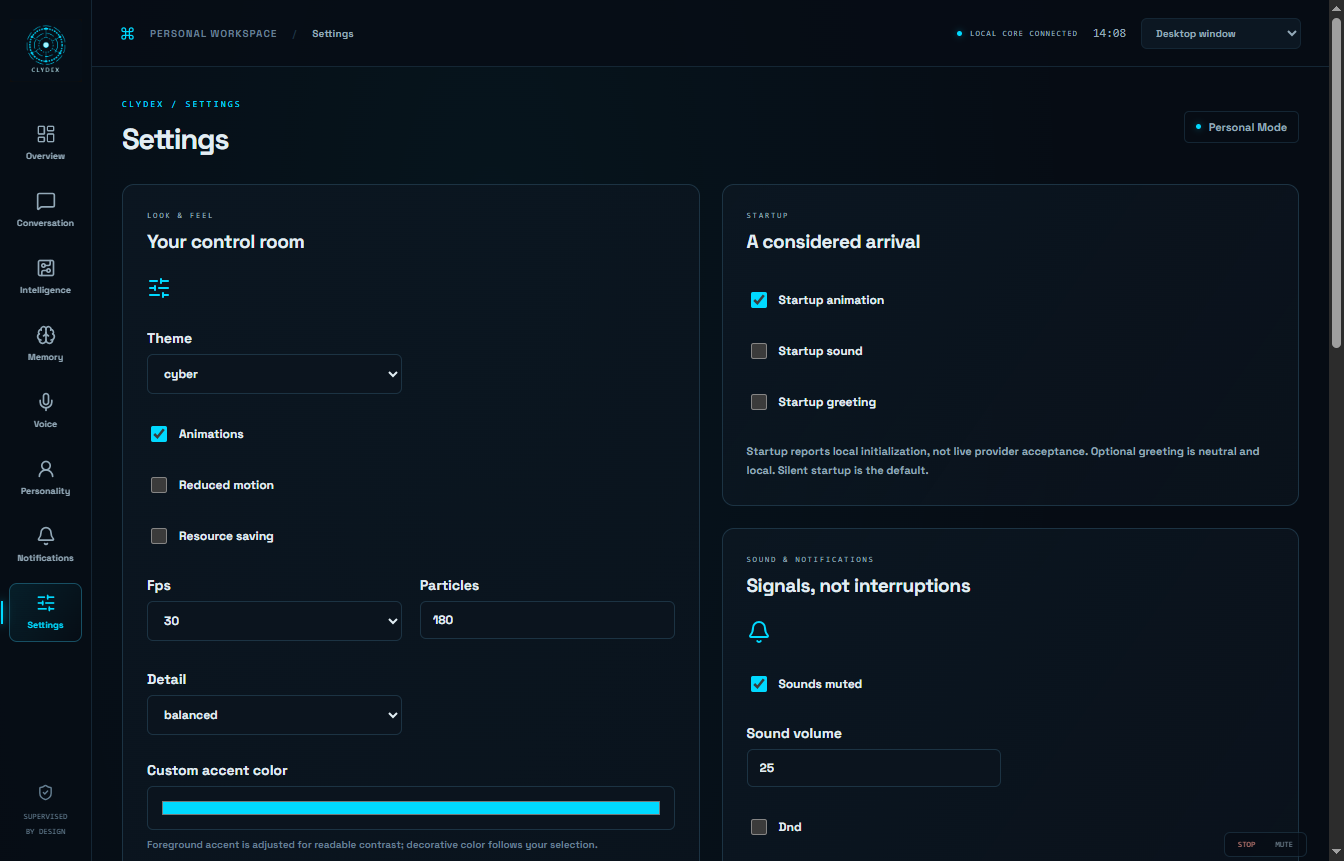 CLYDEX
Overview
Conversation
Intelligence
Memory
Voice
Personality
Notifications
Settings
SUPERVISED
BY DESIGN
PERSONAL WORKSPACE / Settings
LOCAL CORE CONNECTED 14:08 Desktop window
CLYDEX / SETTINGS
Settings
Personal Mode
LOOK & FEEL
Your control room
Theme
cyber
Animations
Reduced motion
Resource saving
Fps
30
Particles
180
Detail
balanced
Custom accent color
Foreground accent is adjusted for readable contrast; decorative color follows your selection.
STARTUP
A considered arrival
Startup animation
Startup sound
Startup greeting
Startup reports local initialization, not live provider acceptance. Optional greeting is neutral and
local. Silent startup is the default.
SOUND & NOTIFICATIONS
Signals, not interruptions
Sounds muted
Sound volume
25
Dnd
STOP MUTE